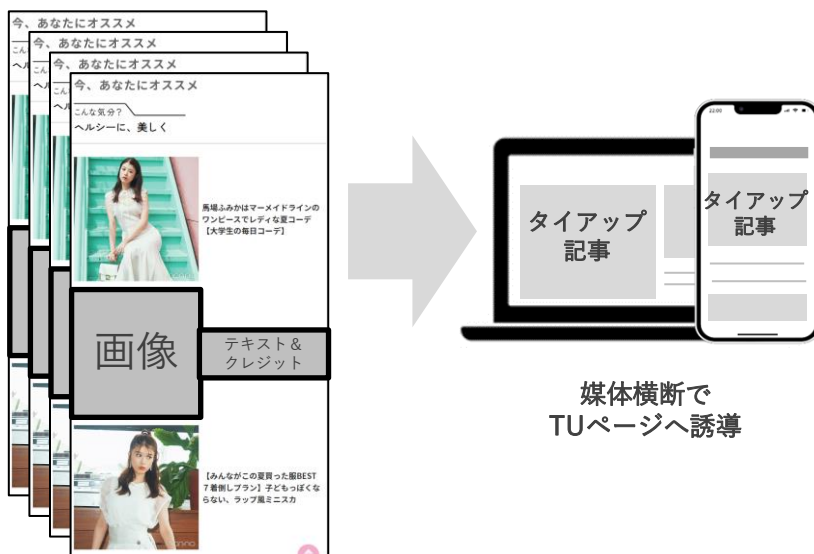 今、あなたにオススメ
今、あなたにオススメ
今、あなたにオススメ
今、あなたにオススメ
こんな気分？
ヘルシーに、美しく
馬場ふみかはマーメイドラインの
ワンピースでレディな夏コーデ
【大学生の毎日コーデ】
画像
テキスト＆
クレジット
【みんながこの夏買った服BEST
７着倒しプラン】子どもっぽくな
らない、ラップ風ミニスカ
タイアップ
記事
22:00
タイアップ
記事
媒体横断で
TUページへ誘導